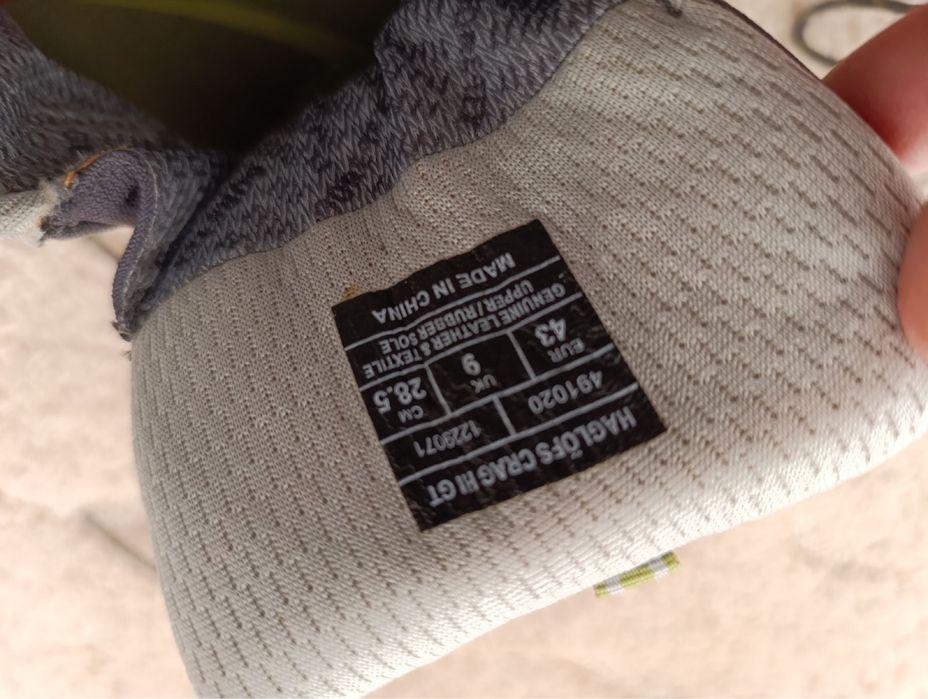 HAGLÖFS CRAG HI GT
491020 1229071
EUR UK CM
43 9 28.5
GENUINE LEATHER & TEXTILE
UPPER/RUBBER SOLE
MADE IN CHINA